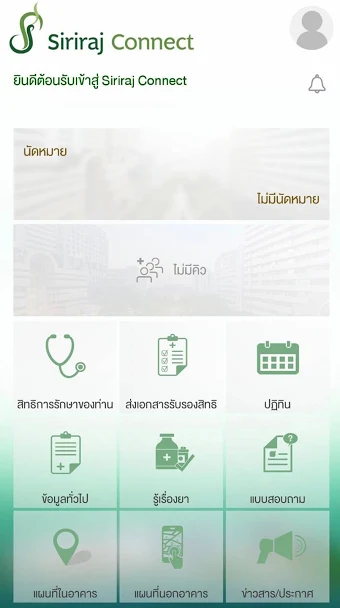 Siriraj Connect
ยินดีต้อนรับเข้าสู่ Siriraj Connect
นัดหมาย
ไม่มีนัดหมาย
ไม่มีคิว
สิทธิการรักษาของท่าน
ส่งเอกสารรับรองสิทธิ
ปฏิทิน
ข้อมูลทั่วไป
รู้เรื่องยา
แบบสอบถาม
แผนที่ในอาคาร
แผนที่นอกอาคาร
ข่าวสาร/ประกาศ